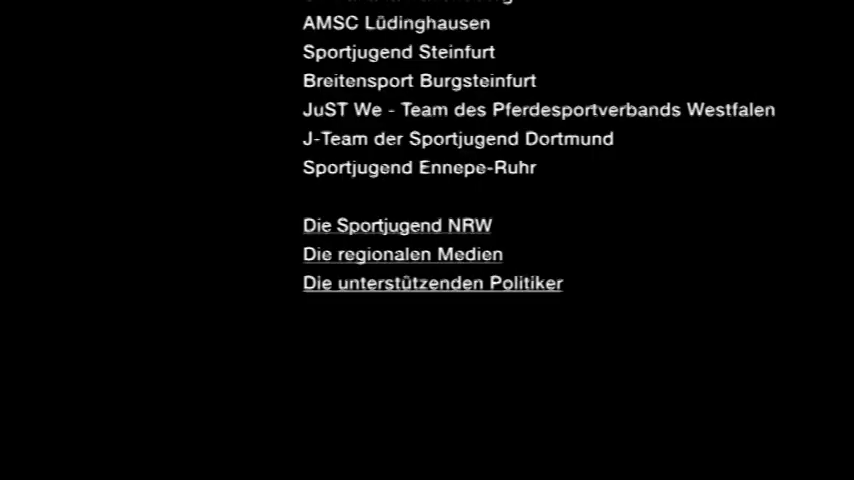 AMSC Lüdinghausen
Sportjugend Steinfurt
Breitensport Burgsteinfurt
JuST We - Team des Pferdesportverbands Westfalen
J-Team der Sportjugend Dortmund
Sportjugend Ennepe-Ruhr
Die Sportjugend NRW
Die regionalen Medien
Die unterstützenden Politiker